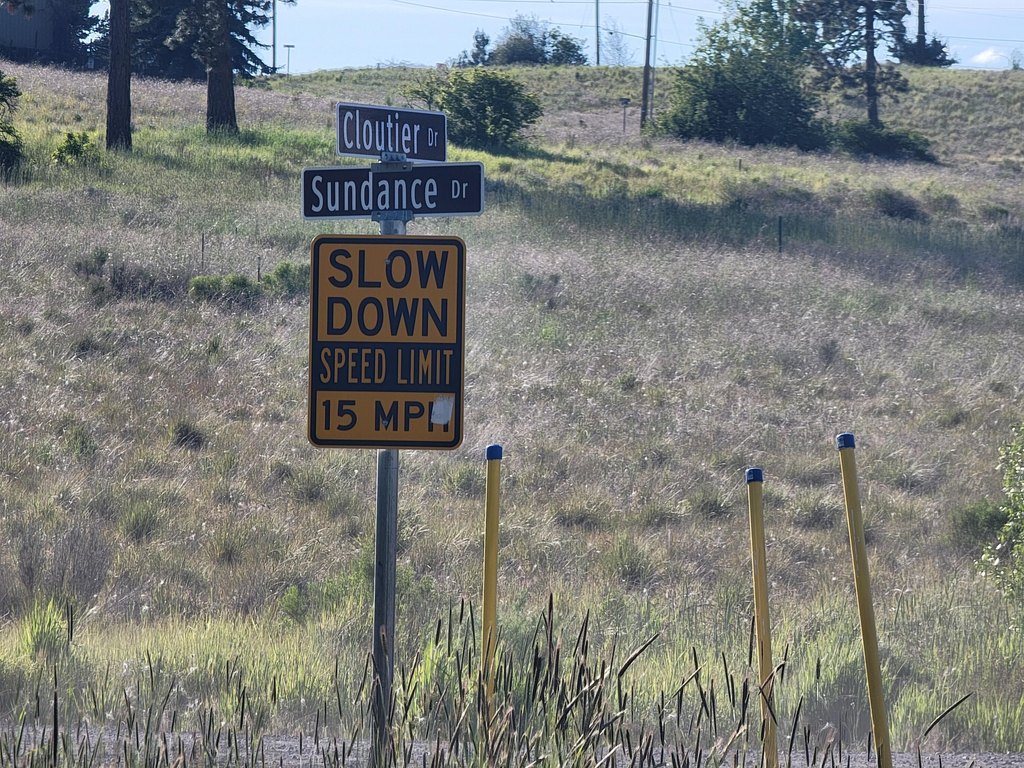 Cloutier Dr
Sundance Dr
SLOW
DOWN
SPEED LIMIT
15 MPH